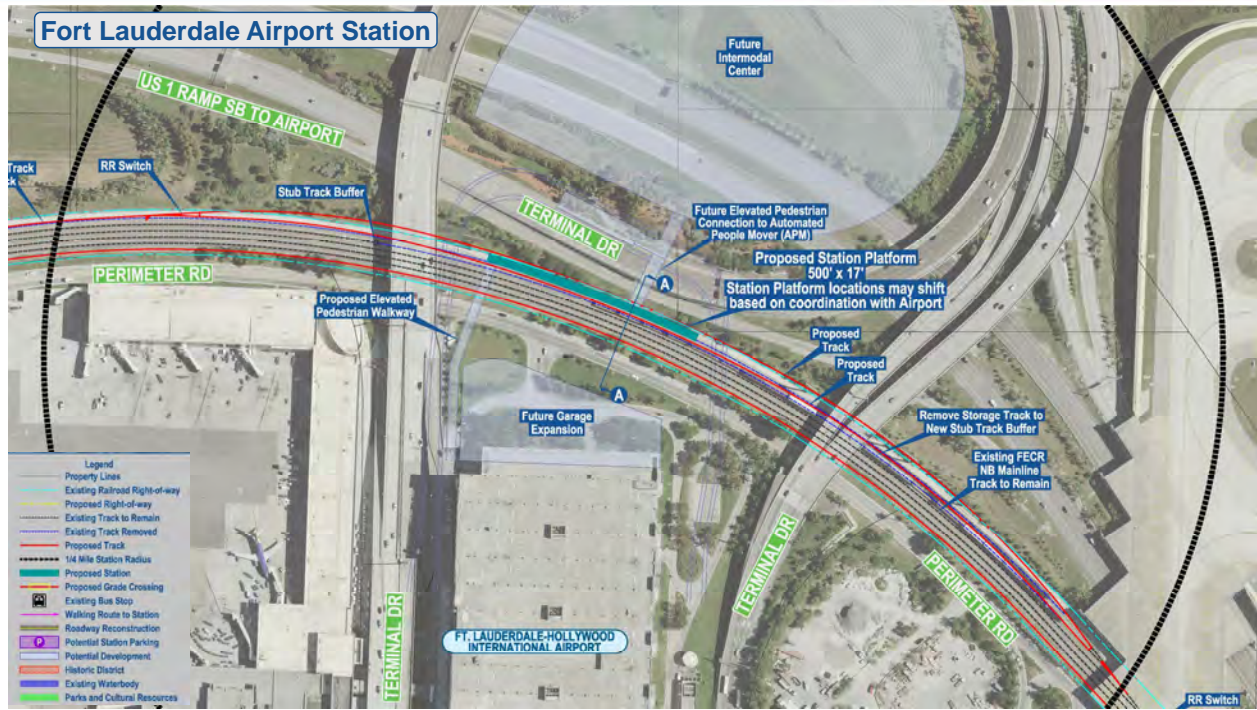 Fort Lauderdale Airport Station
Future
Intermodal
Center
US 1 RAMP SB TO AIRPORT
Track
RR Switch
Stub Track Buffer
TERMINAL DR
Future Elevated Pedestrian
Connection to Automated
People Mover (APM)
Proposed Station Platform
500' x 17'
Station Platform locations may shift
based on coordination with Airport
A
PERIMETER RD
Proposed Elevated
Pedestrian Walkway
Proposed
Track
Proposed
Track
A
Future Garage
Expansion
Remove Storage Track to
New Stub Track Buffer
Existing FECR
NB Mainline
Track to Remain
Legend
Property Lines
Existing Railroad Right-of-way
Proposed Right-of-way
Existing Track to Remain
Existing Track Removed
Proposed Track
1/4 Mile Station Radius
Proposed Station
Proposed Grade Crossing
Existing Bus Stop
Walking Route to Station
Roadway Reconstruction
P Potential Station Parking
Potential Development
Historic District
Existing Waterbody
Parks and Cultural Resources
TERMINAL DR
FT. LAUDERDALE-HOLLYWOOD
INTERNATIONAL AIRPORT
TERMINAL DR
PERIMETER RD
RR Switch